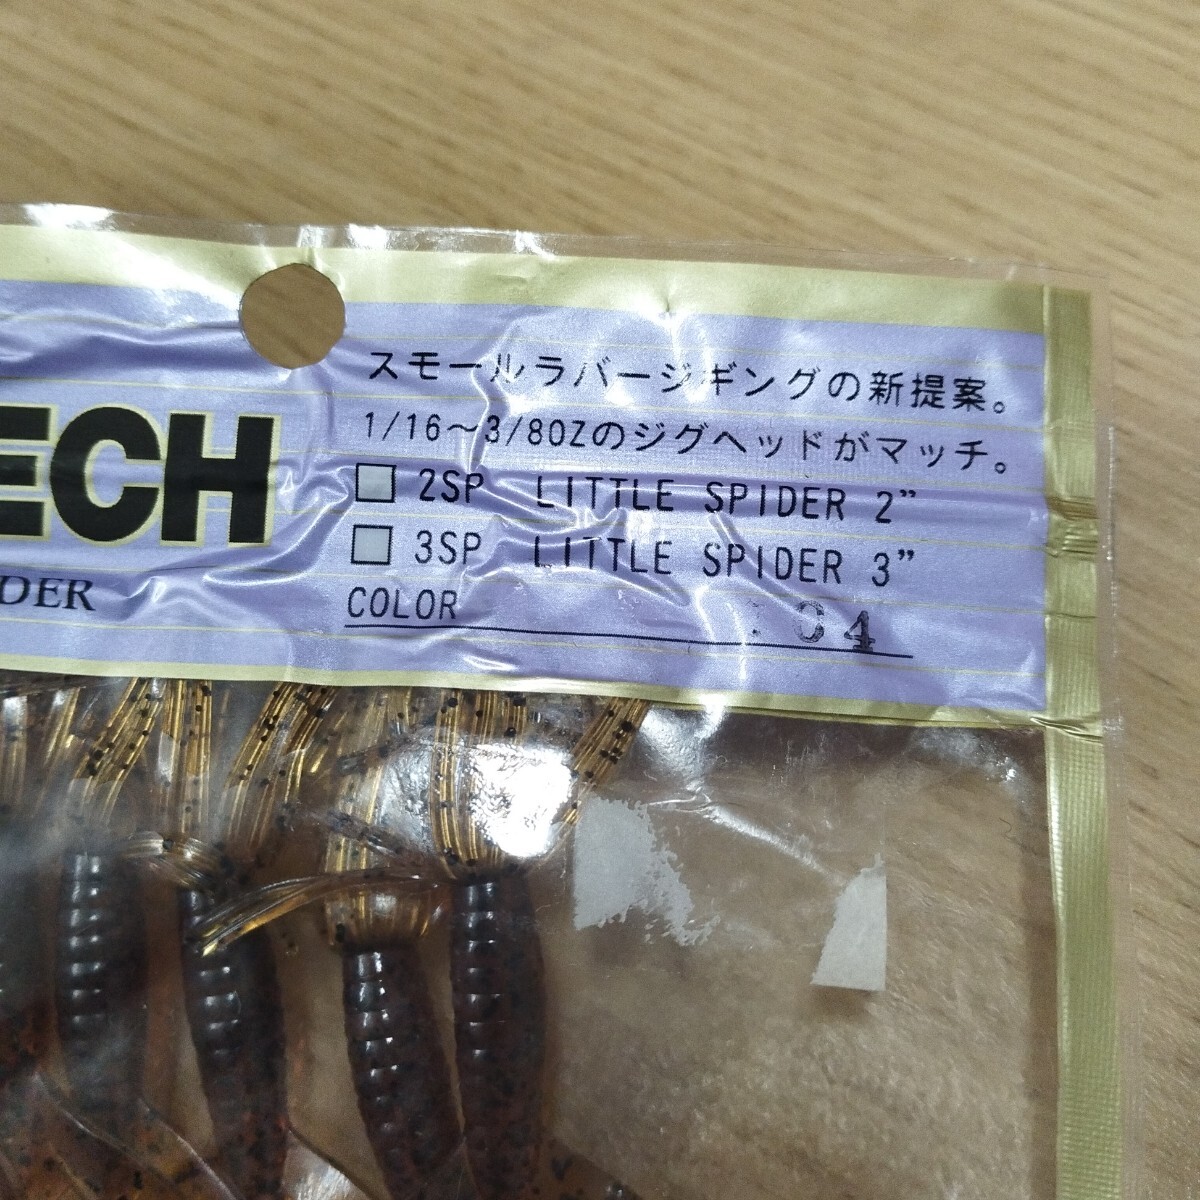 スモールラバージギングの新提案。
1/16〜3/8OZのジグヘッドがマッチ。
ECH
2SP LITTLE SPIDER 2”
3SP LITTLE SPIDER 3”
DER
COLOR 04